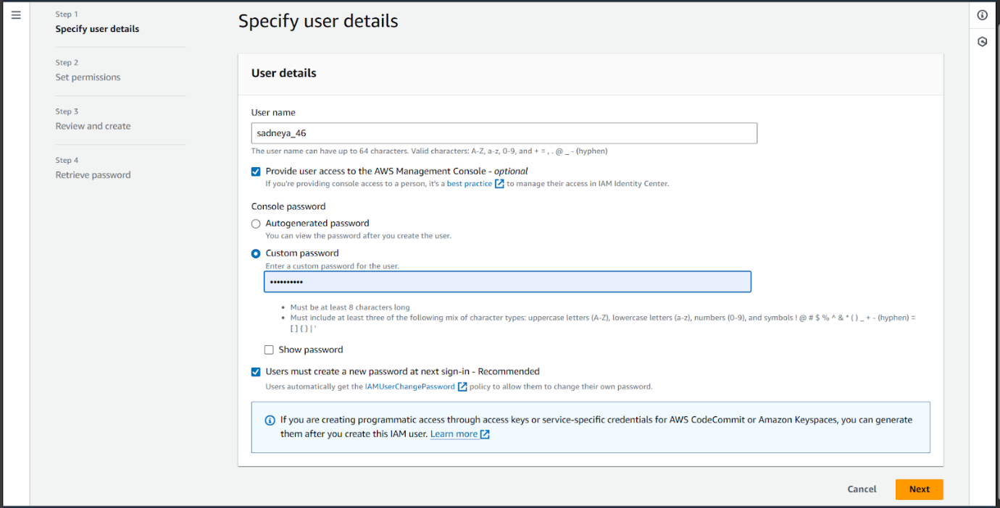 Step 1
Specify user details
Step 2
Set permissions
Step 3
Review and create
Step 4
Retrieve password
Specify user details
User details
User name
sadneya_46
The user name can have up to 64 characters. Valid characters: A-Z, a-z, 0-9, and + = , . @ _ - (hyphen)
Provide user access to the AWS Management Console - optional
If you're providing console access to a person, it's a best practice to manage their access in IAM Identity Center.
Console password
Autogenerated password
You can view the password after you create the user.
Custom password
Enter a custom password for the user.
••••••••••
• Must be at least 8 characters long
• Must include at least three of the following mix of character types: uppercase letters (A-Z), lowercase letters (a-z), numbers (0-9), and symbols ! @ # $ % ^ & * ( ) _ + - (hyphen) =
[ ] { } | '
Show password
Users must create a new password at next sign-in - Recommended
Users automatically get the IAMUserChangePassword policy to allow them to change their own password.
If you are creating programmatic access through access keys or service-specific credentials for AWS CodeCommit or Amazon Keyspaces, you can generate
them after you create this IAM user. Learn more
Cancel
Next